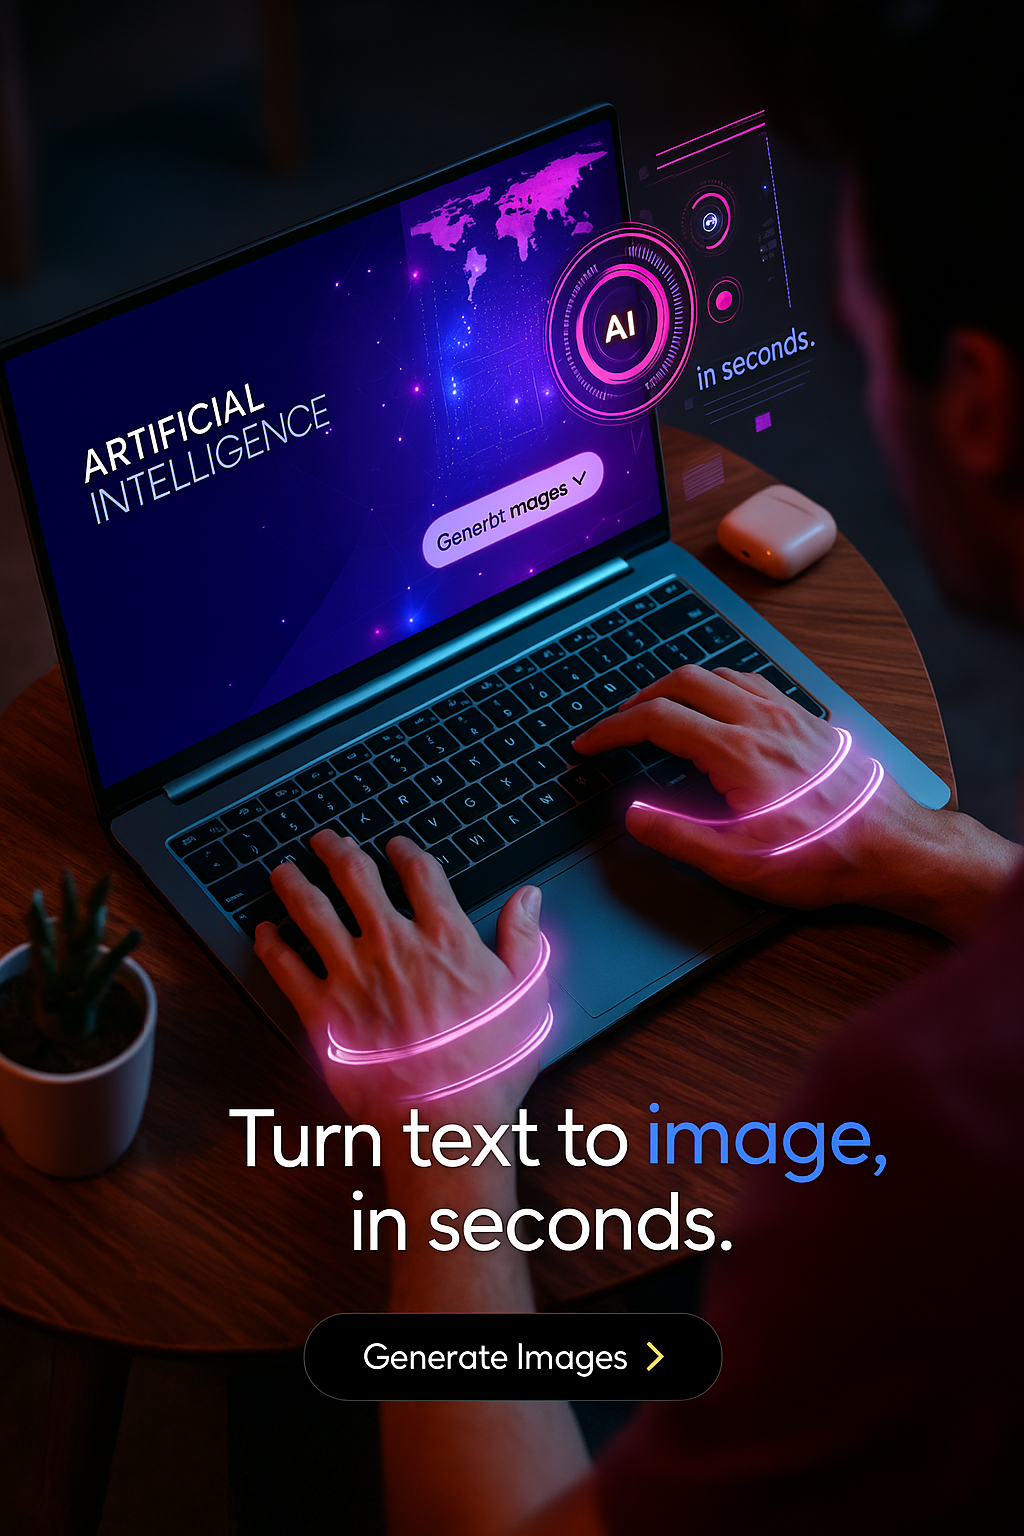 AI
in seconds.
ARTIFICIAL
INTELLIGENCE
Generbt mages
Turn text to image,
in seconds.
Generate Images